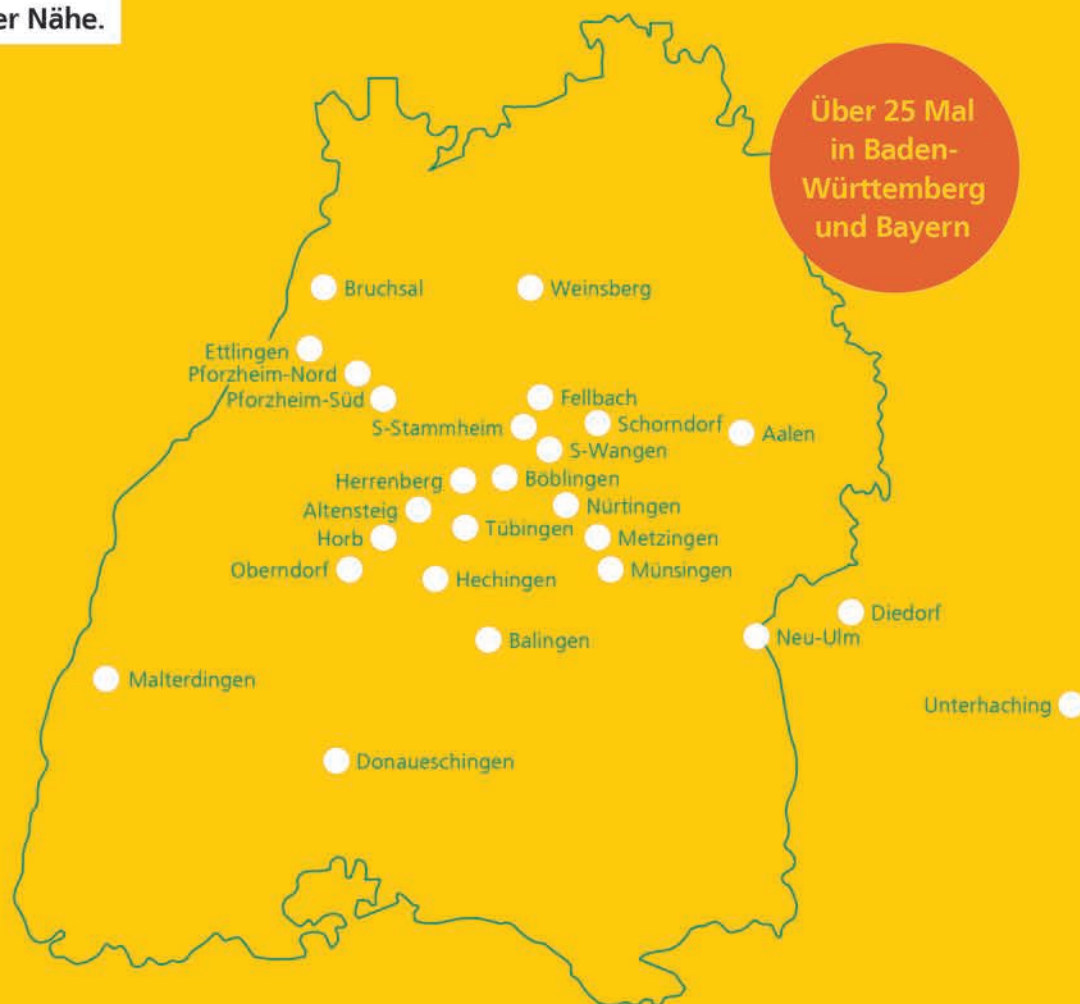 er Nähe.
Über 25 Mal
in Baden-
Württemberg
und Bayern
Bruchsal
Weinsberg
Ettlingen
Pforzheim-Nord
Pforzheim-Süd
Fellbach
S-Stammheim
Schorndorf
Aalen
S-Wangen
Herrenberg
Böblingen
Altensteig
Nürtingen
Horb
Tübingen
Metzingen
Oberndorf
Hechingen
Münsingen
Diedorf
Balingen
Neu-Ulm
Malterdingen
Unterhaching
Donaueschingen